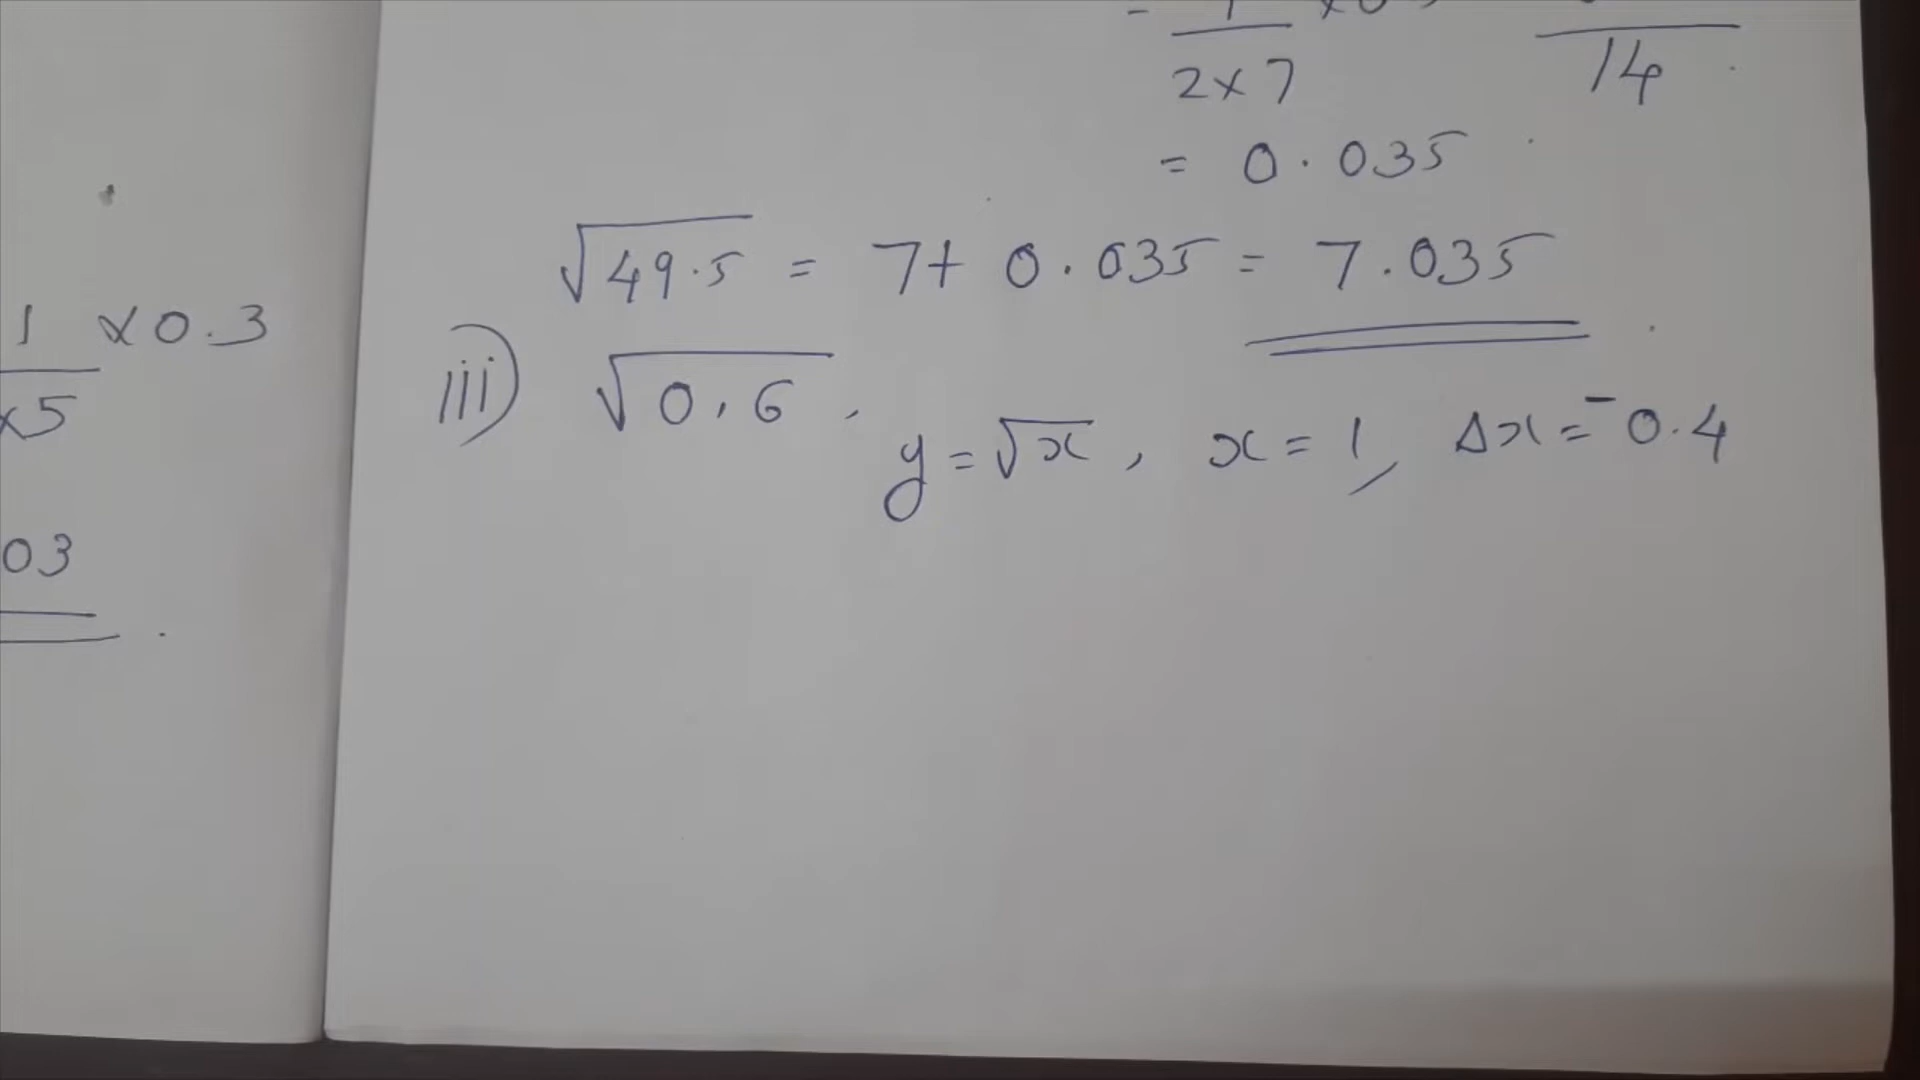 1 × 0.3
×5
03
2×7
14
= 0.035
√49.5 = 7+ 0.035 = 7.035
iii) √0.6, y = √x, x = 1, Δx = -0.4